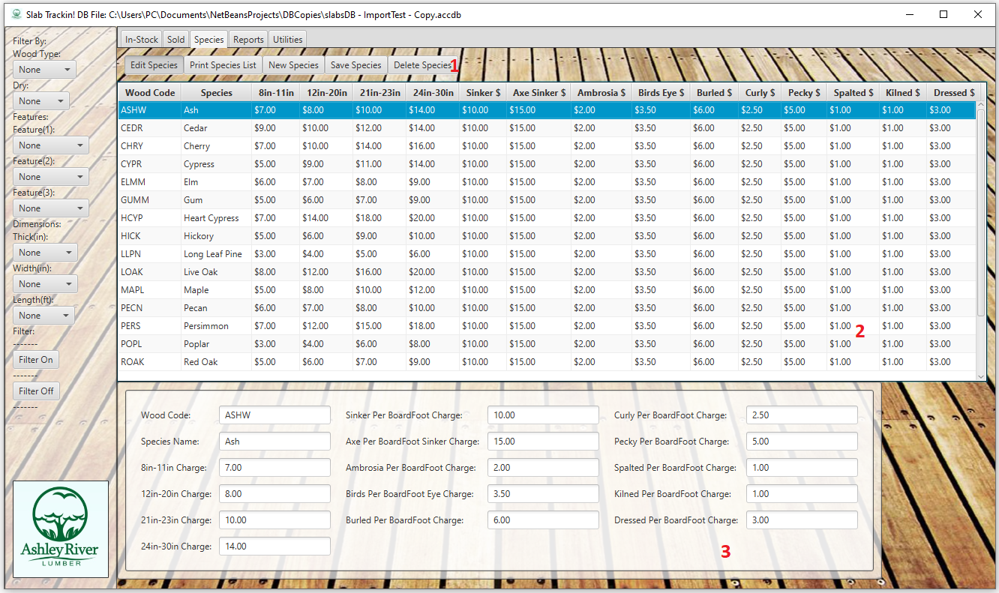 Slab Trackin! DB File: C:\Users\PC\Documents\NetBeansProjects\DBCopies\slabsDB - ImportTest - Copy.accdb
In-Stock Sold Species Reports Utilities
Edit Species Print Species List New Species Save Species Delete Species 1
Filter By:
Wood Type:
None
Dry:
None
Features:
Feature(1):
None
Feature(2):
None
Feature(3):
None
Dimensions:
Thick(in):
None
Width(in):
None
Length(ft):
None
Filter:
-------
Filter On
-------
Filter Off
-------
Ashley River
LUMBER
Wood Code Species 8in-11in 12in-20in 21in-23in 24in-30in Sinker $ Axe Sinker $ Ambrosia $ Birds Eye $ Burled $ Curly $ Pecky $ Spalted $ Kilned $ Dressed $
ASHW Ash $7.00 $8.00 $10.00 $14.00 $10.00 $15.00 $2.00 $3.50 $6.00 $2.50 $5.00 $1.00 $1.00 $3.00
CEDR Cedar $9.00 $10.00 $12.00 $14.00 $10.00 $15.00 $2.00 $3.50 $6.00 $2.50 $5.00 $1.00 $1.00 $3.00
CHRY Cherry $7.00 $10.00 $14.00 $16.00 $10.00 $15.00 $2.00 $3.50 $6.00 $2.50 $5.00 $1.00 $1.00 $3.00
CYPR Cypress $5.00 $9.00 $11.00 $14.00 $10.00 $15.00 $2.00 $3.50 $6.00 $2.50 $5.00 $1.00 $1.00 $3.00
ELMM Elm $6.00 $7.00 $8.00 $9.00 $10.00 $15.00 $2.00 $3.50 $6.00 $2.50 $5.00 $1.00 $1.00 $3.00
GUMM Gum $5.00 $6.00 $7.00 $9.00 $10.00 $15.00 $2.00 $3.50 $6.00 $2.50 $5.00 $1.00 $1.00 $3.00
HCYP Heart Cypress $7.00 $14.00 $18.00 $20.00 $10.00 $15.00 $2.00 $3.50 $6.00 $2.50 $5.00 $1.00 $1.00 $3.00
HICK Hickory $5.00 $6.00 $9.00 $10.00 $10.00 $15.00 $2.00 $3.50 $6.00 $2.50 $5.00 $1.00 $1.00 $3.00
LLPN Long Leaf Pine $3.00 $4.00 $5.00 $6.00 $10.00 $15.00 $2.00 $3.50 $6.00 $2.50 $5.00 $1.00 $1.00 $3.00
LOAK Live Oak $8.00 $12.00 $16.00 $20.00 $10.00 $15.00 $2.00 $3.50 $6.00 $2.50 $5.00 $1.00 $1.00 $3.00
MAPL Maple $5.00 $8.00 $10.00 $12.00 $10.00 $15.00 $2.00 $3.50 $6.00 $2.50 $5.00 $1.00 $1.00 $3.00
PECN Pecan $6.00 $7.00 $8.00 $10.00 $10.00 $15.00 $2.00 $3.50 $6.00 $2.50 $5.00 $1.00 $1.00 $3.00
PERS Persimmon $7.00 $12.00 $15.00 $18.00 $10.00 $15.00 $2.00 $3.50 $6.00 $2.50 $5.00 $1.00 2 $1.00 $3.00
POPL Poplar $3.00 $4.00 $6.00 $8.00 $10.00 $15.00 $2.00 $3.50 $6.00 $2.50 $5.00 $1.00 $1.00 $3.00
ROAK Red Oak $5.00 $6.00 $7.00 $9.00 $10.00 $15.00 $2.00 $3.50 $6.00 $2.50 $5.00 $1.00 $1.00 $3.00
Wood Code: ASHW Sinker Per BoardFoot Charge: 10.00 Curly Per BoardFoot Charge: 2.50
Species Name: Ash Axe Per BoardFoot Sinker Charge: 15.00 Pecky Per BoardFoot Charge: 5.00
8in-11in Charge: 7.00 Ambrosia Per BoardFoot Charge: 2.00 Spalted Per BoardFoot Charge: 1.00
12in-20in Charge: 8.00 Birds Per BoardFoot Eye Charge: 3.50 Kilned Per BoardFoot Charge: 1.00
21in-23in Charge: 10.00 Burled Per BoardFoot Charge: 6.00 Dressed Per BoardFoot Charge: 3.00
24in-30in Charge: 14.00 3